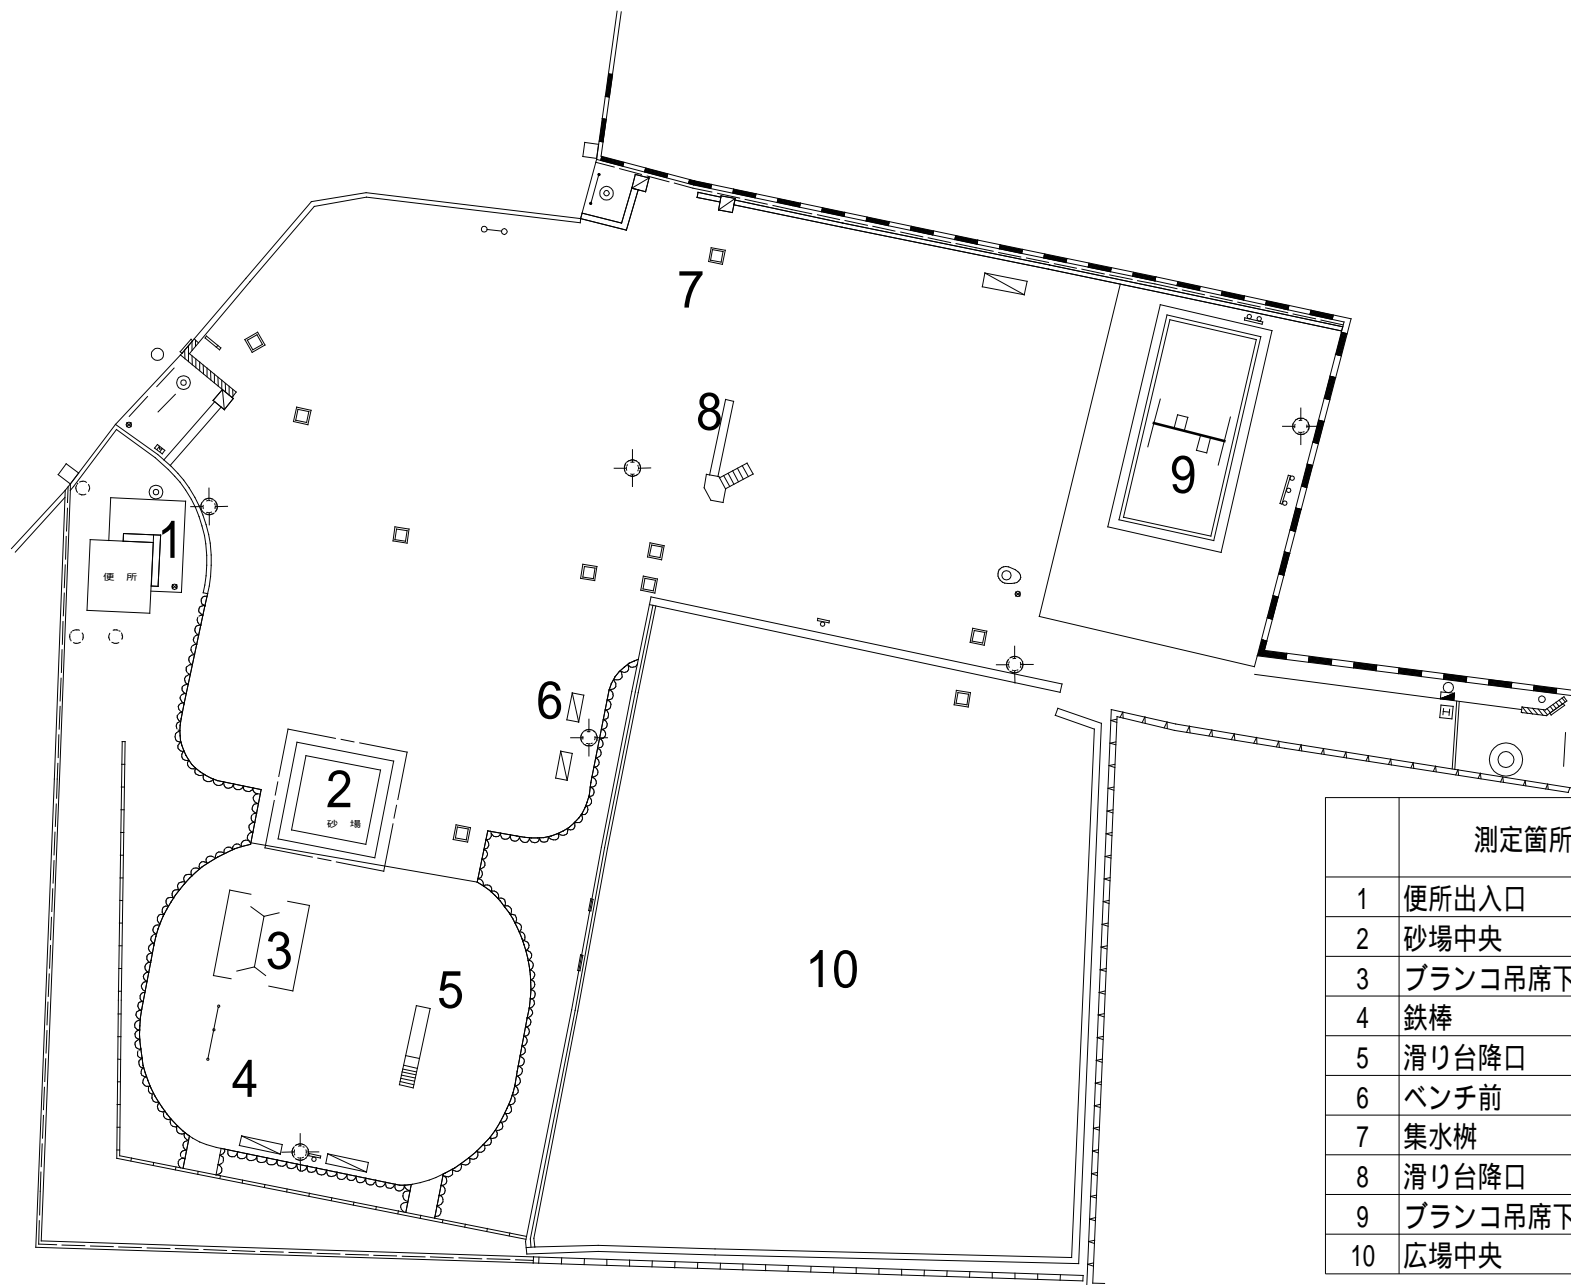 7
8
9
1
便所
6
2
砂場
3
5
10
4
測定箇所
1 便所出入口
2 砂場中央
3 ブランコ吊席下
4 鉄棒
5 滑り台降口
6 ベンチ前
7 集水桝
8 滑り台降口
9 ブランコ吊席下
10 広場中央